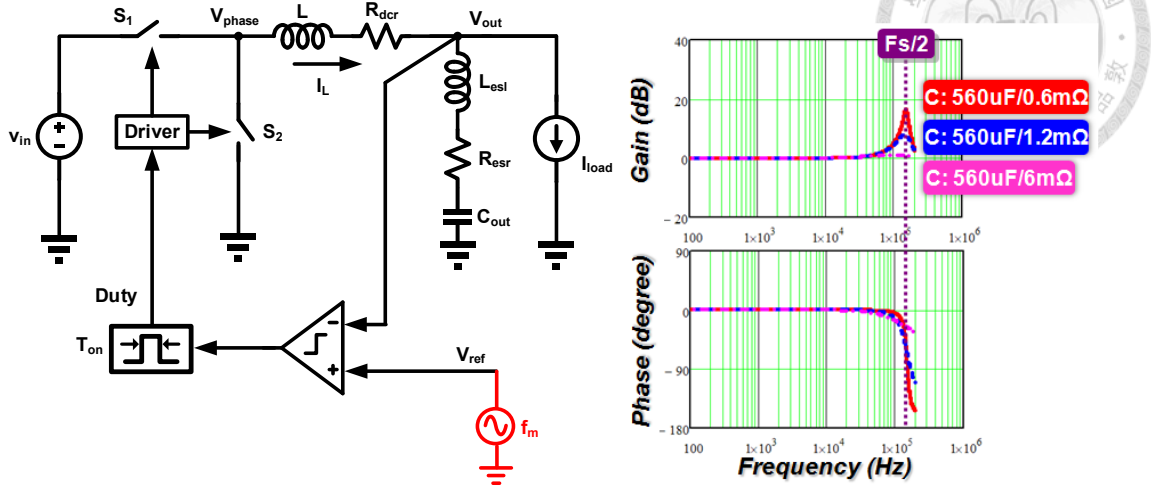 S1
Vphase
L
Rdcr
Vout
IL
Lesl
vin
+
−
Driver
S2
Resr
Iload
Cout
Duty
Ton
−
+
Vref
fm
Fs/2
40
20
0
− 20
Gain (dB)
C: 560uF/0.6mΩ
C: 560uF/1.2mΩ
C: 560uF/6mΩ
100
1×10³
1×10⁴
1×10⁵
1×10⁶
90
0
− 90
− 180
Phase (degree)
100
1×10³
1×10⁴
1×10⁵
1×10⁶
Frequency (Hz)